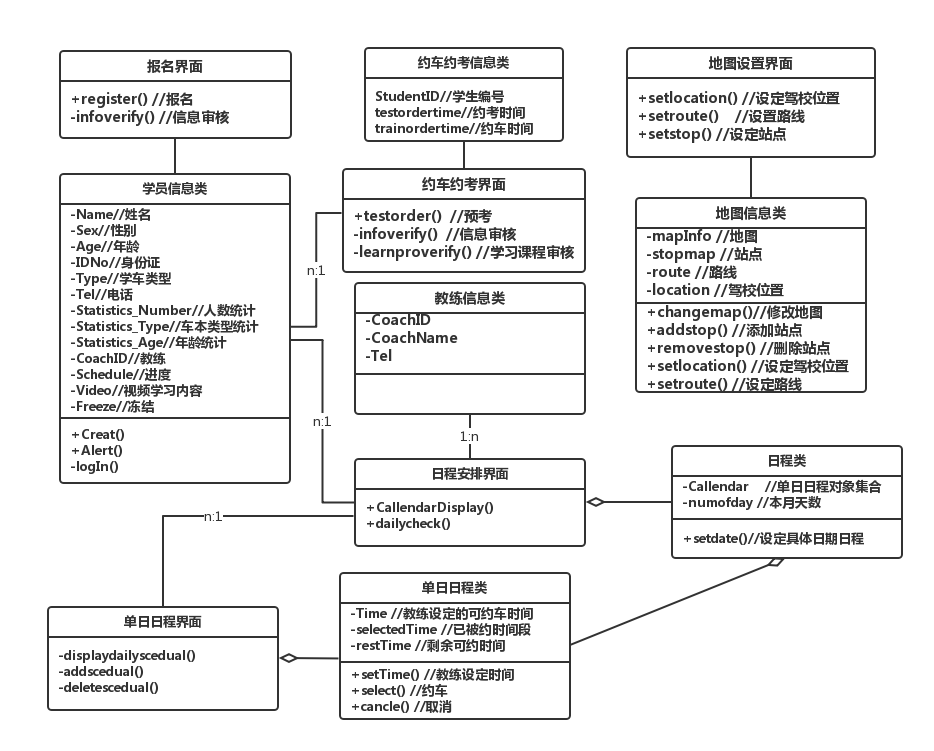 报名界面
+register() //报名
-infoverify() //信息审核
约车约考信息类
StudentID//学生编号
testordertime//约考时间
trainordertime//约车时间
地图设置界面
+setlocation() //设定驾校位置
+setroute() //设置路线
+setstop() //设定站点
学员信息类
-Name//姓名
-Sex//性别
-Age//年龄
-IDNo//身份证
-Type//学车类型
-Tel//电话
-Statistics_Number//人数统计
-Statistics_Type//车本类型统计
-Statistics_Age//年龄统计
-CoachID//教练
-Schedule//进度
-Video//视频学习内容
-Freeze//冻结
+Creat()
+Alert()
-logIn()
约车约考界面
+testorder() //预考
-infoverify() //信息审核
-learnproverify() //学习课程审核
n:1
地图信息类
-mapInfo //地图
-stopmap //站点
-route //路线
-location //驾校位置
+changemap()//修改地图
+addstop() //添加站点
+removestop() //删除站点
+setlocation() //设定驾校位置
+setroute() //设定路线
教练信息类
-CoachID
-CoachName
-Tel
n:1
1:n
日程安排界面
+CallendarDisplay()
+dailycheck()
日程类
-Callendar //单日日程对象集合
-numofday //本月天数
+setdate()//设定具体日期日程
n:1
单日日程界面
-displaydailyscedual()
-addscedual()
-deletescedual()
单日日程类
-Time //教练设定的可约车时间
-selectedTime //已被约时间段
-restTime //剩余可约时间
+setTime() //教练设定时间
+select() //约车
+cancle() //取消